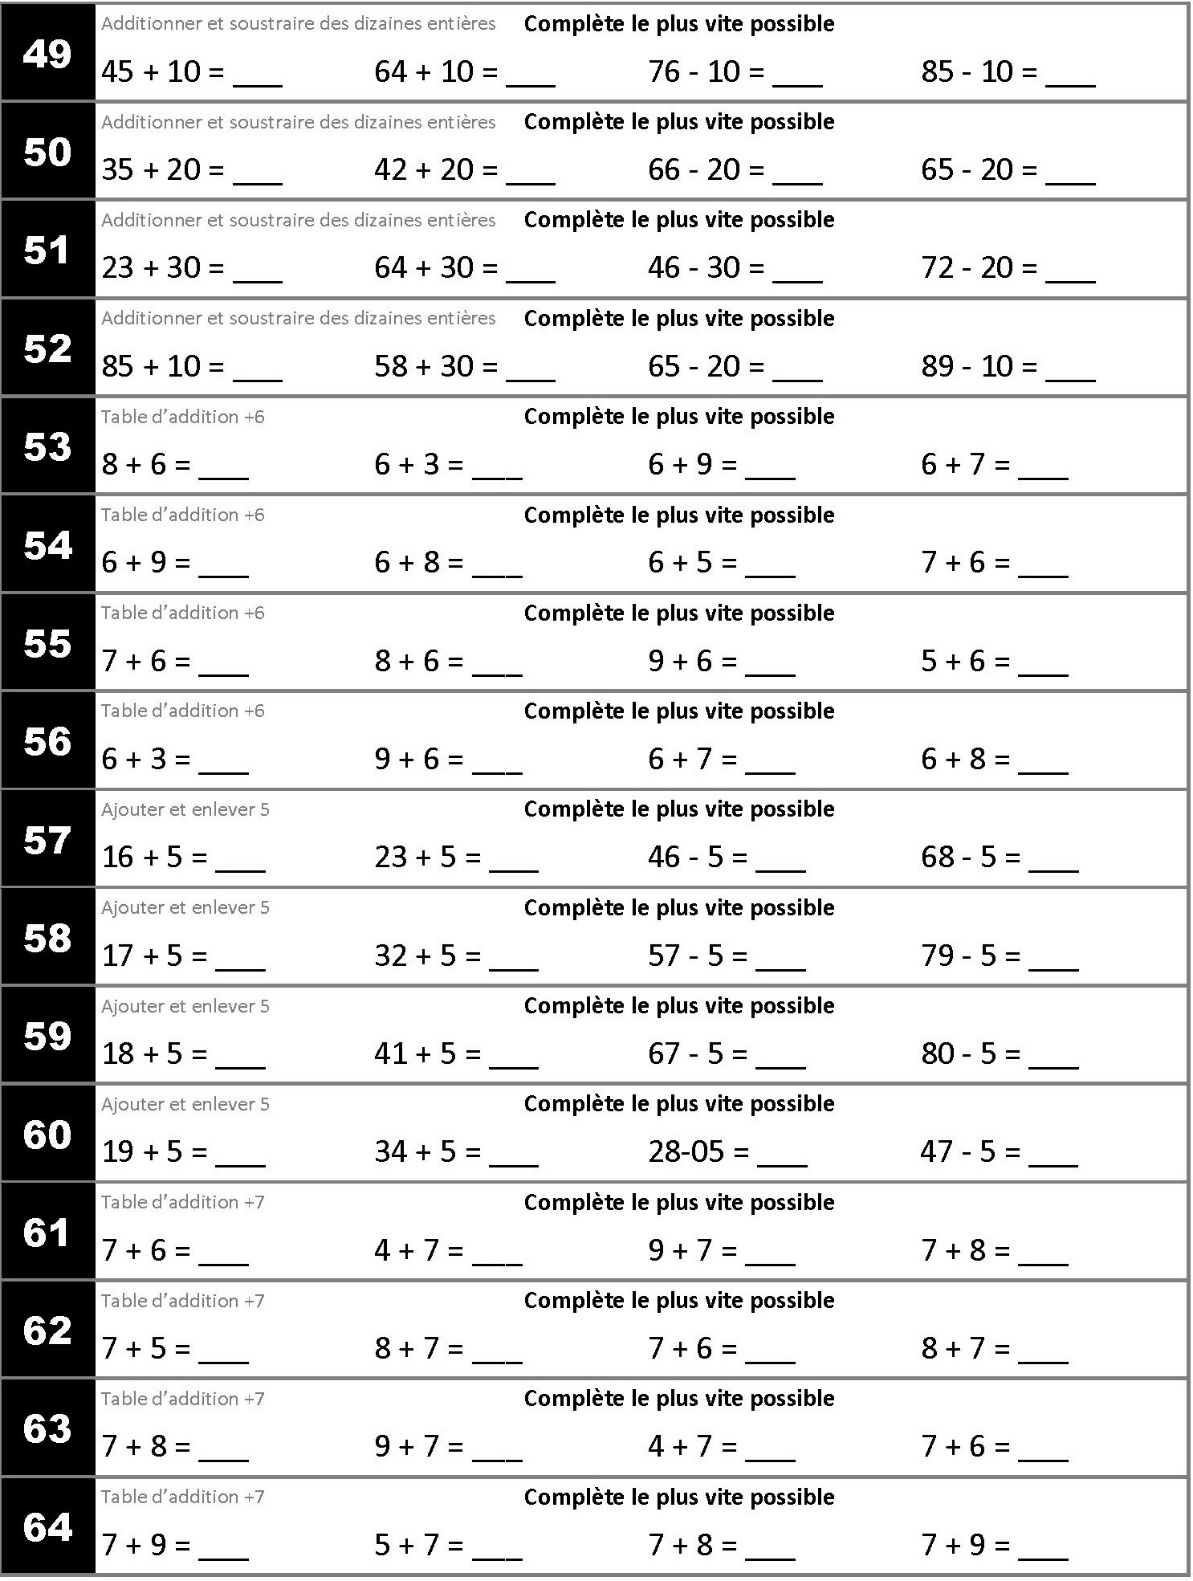 49 Additionner et soustraire des dizaines entières Complète le plus vite possible
45 + 10 = ___ 64 + 10 = ___ 76 - 10 = ___ 85 - 10 = ___
50 Additionner et soustraire des dizaines entières Complète le plus vite possible
35 + 20 = ___ 42 + 20 = ___ 66 - 20 = ___ 65 - 20 = ___
51 Additionner et soustraire des dizaines entières Complète le plus vite possible
23 + 30 = ___ 64 + 30 = ___ 46 - 30 = ___ 72 - 20 = ___
52 Additionner et soustraire des dizaines entières Complète le plus vite possible
85 + 10 = ___ 58 + 30 = ___ 65 - 20 = ___ 89 - 10 = ___
53 Table d’addition +6 Complète le plus vite possible
8 + 6 = ___ 6 + 3 = ___ 6 + 9 = ___ 6 + 7 = ___
54 Table d’addition +6 Complète le plus vite possible
6 + 9 = ___ 6 + 8 = ___ 6 + 5 = ___ 7 + 6 = ___
55 Table d’addition +6 Complète le plus vite possible
7 + 6 = ___ 8 + 6 = ___ 9 + 6 = ___ 5 + 6 = ___
56 Table d’addition +6 Complète le plus vite possible
6 + 3 = ___ 9 + 6 = ___ 6 + 7 = ___ 6 + 8 = ___
57 Ajouter et enlever 5 Complète le plus vite possible
16 + 5 = ___ 23 + 5 = ___ 46 - 5 = ___ 68 - 5 = ___
58 Ajouter et enlever 5 Complète le plus vite possible
17 + 5 = ___ 32 + 5 = ___ 57 - 5 = ___ 79 - 5 = ___
59 Ajouter et enlever 5 Complète le plus vite possible
18 + 5 = ___ 41 + 5 = ___ 67 - 5 = ___ 80 - 5 = ___
60 Ajouter et enlever 5 Complète le plus vite possible
19 + 5 = ___ 34 + 5 = ___ 28-05 = ___ 47 - 5 = ___
61 Table d’addition +7 Complète le plus vite possible
7 + 6 = ___ 4 + 7 = ___ 9 + 7 = ___ 7 + 8 = ___
62 Table d’addition +7 Complète le plus vite possible
7 + 5 = ___ 8 + 7 = ___ 7 + 6 = ___ 8 + 7 = ___
63 Table d’addition +7 Complète le plus vite possible
7 + 8 = ___ 9 + 7 = ___ 4 + 7 = ___ 7 + 6 = ___
64 Table d’addition +7 Complète le plus vite possible
7 + 9 = ___ 5 + 7 = ___ 7 + 8 = ___ 7 + 9 = ___